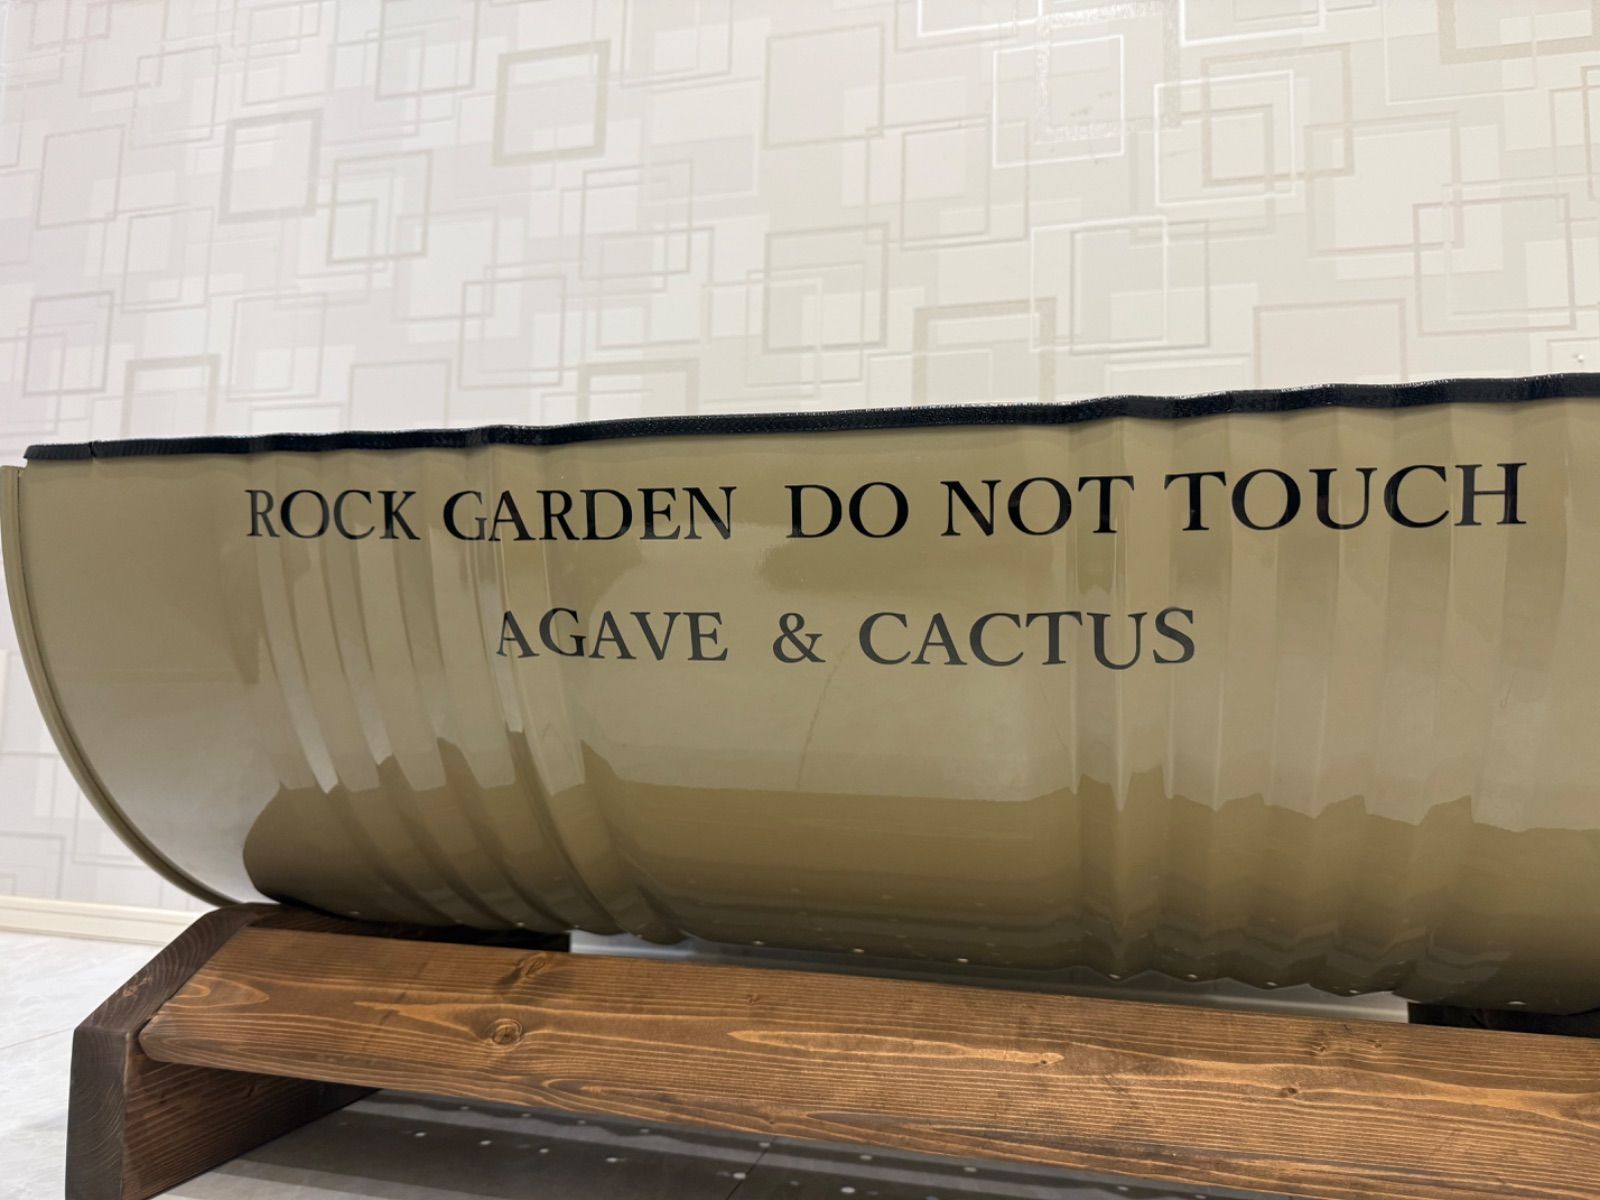 ROCK GARDEN DO NOT TOUCH
AGAVE & CACTUS